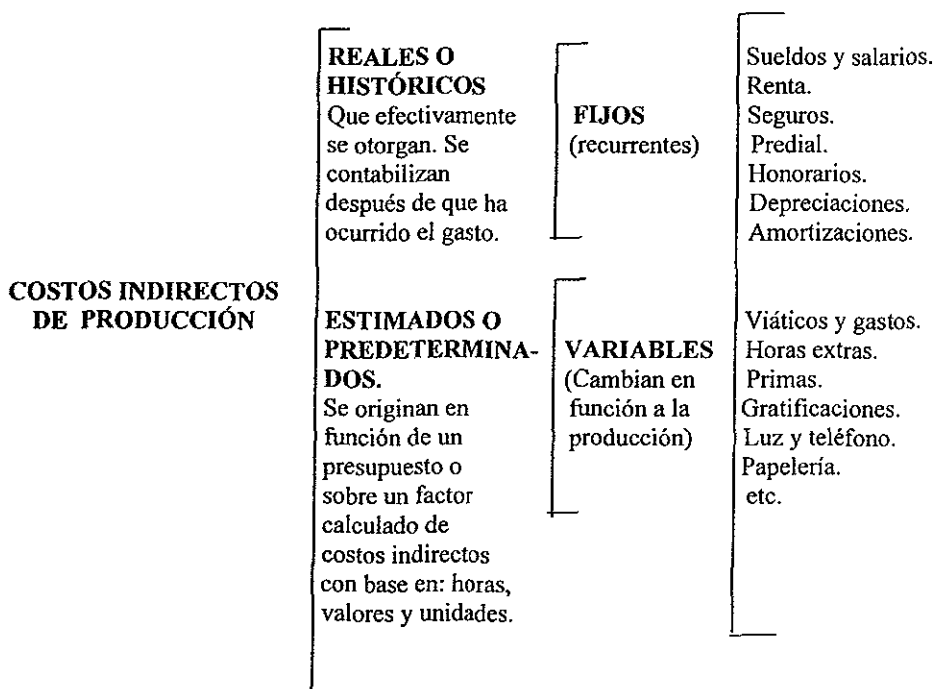 COSTOS INDIRECTOS
DE PRODUCCIÓN
REALES O
HISTÓRICOS
Que efectivamente
se otorgan. Se
contabilizan
después de que ha
ocurrido el gasto.
ESTIMADOS O
PREDETERMINA-
DOS.
Se originan en
función de un
presupuesto o
sobre un factor
calculado de
costos indirectos
con base en: horas,
valores y unidades.
FIJOS
(recurrentes)
VARIABLES
(Cambian en
función a la
producción)
Sueldos y salarios.
Renta.
Seguros.
Predial.
Honorarios.
Depreciaciones.
Amortizaciones.
Viáticos y gastos.
Horas extras.
Primas.
Gratificaciones.
Luz y teléfono.
Papelería.
etc.